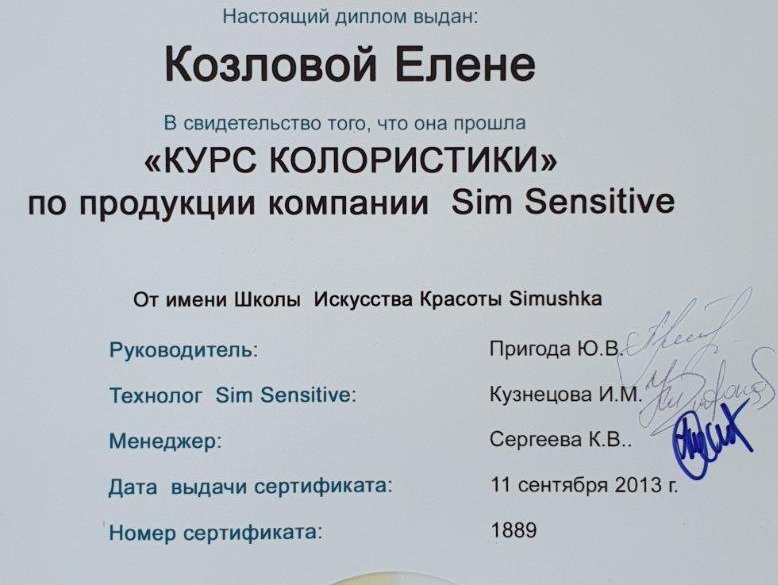 Настоящий диплом выдан:
Козловой Елене
В свидетельство того, что она прошла
«КУРС КОЛОРИСТИКИ»
по продукции компании Sim Sensitive
От имени Школы Искусства Красоты Simushka
Руководитель: Пригода Ю.В.
Технолог Sim Sensitive: Кузнецова И.М.
Менеджер: Сергеева К.В..
Дата выдачи сертификата: 11 сентября 2013 г.
Номер сертификата: 1889